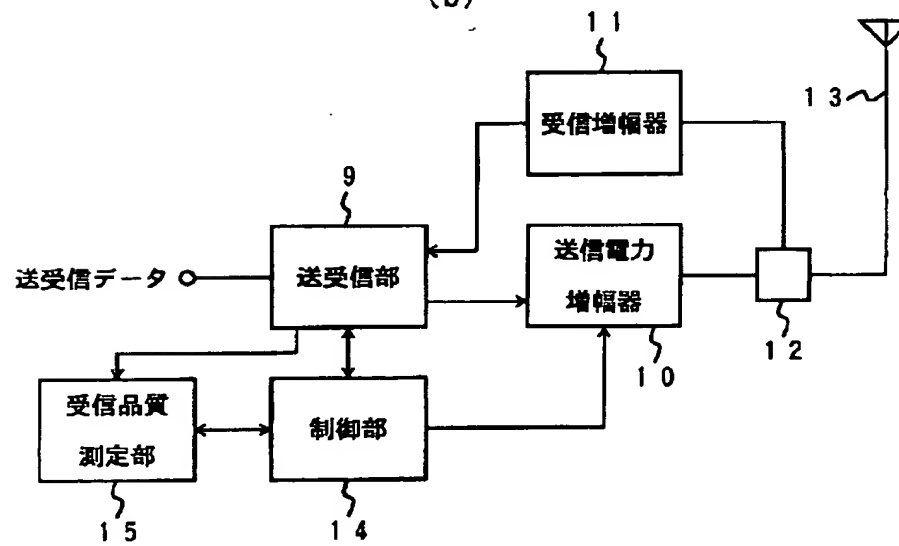 (b)
11
13
受信増幅器
9
送受信データ
送受信部
送信電力
増幅器
12
10
受信品質
測定部
制御部
15
14